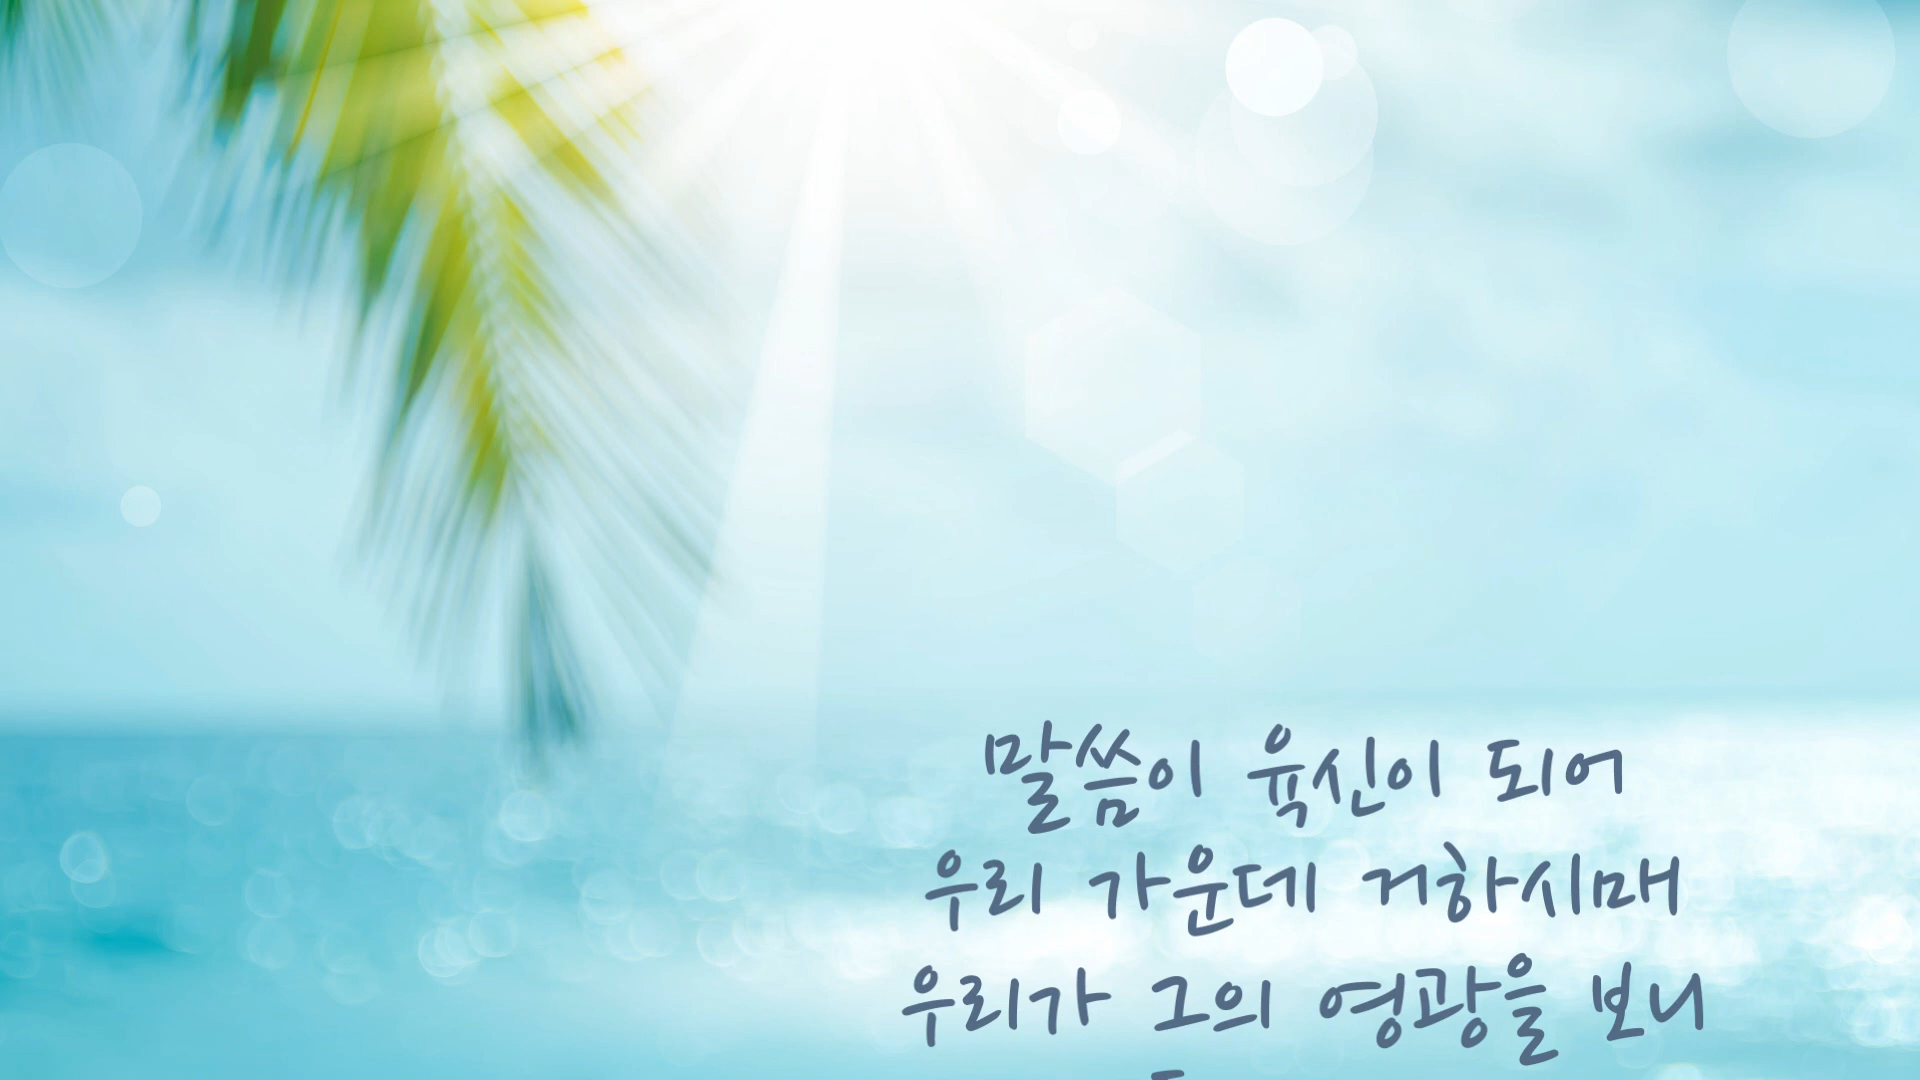 말씀이 육신이 되어
우리 가운데 거하시매
우리가 그의 영광을 보니